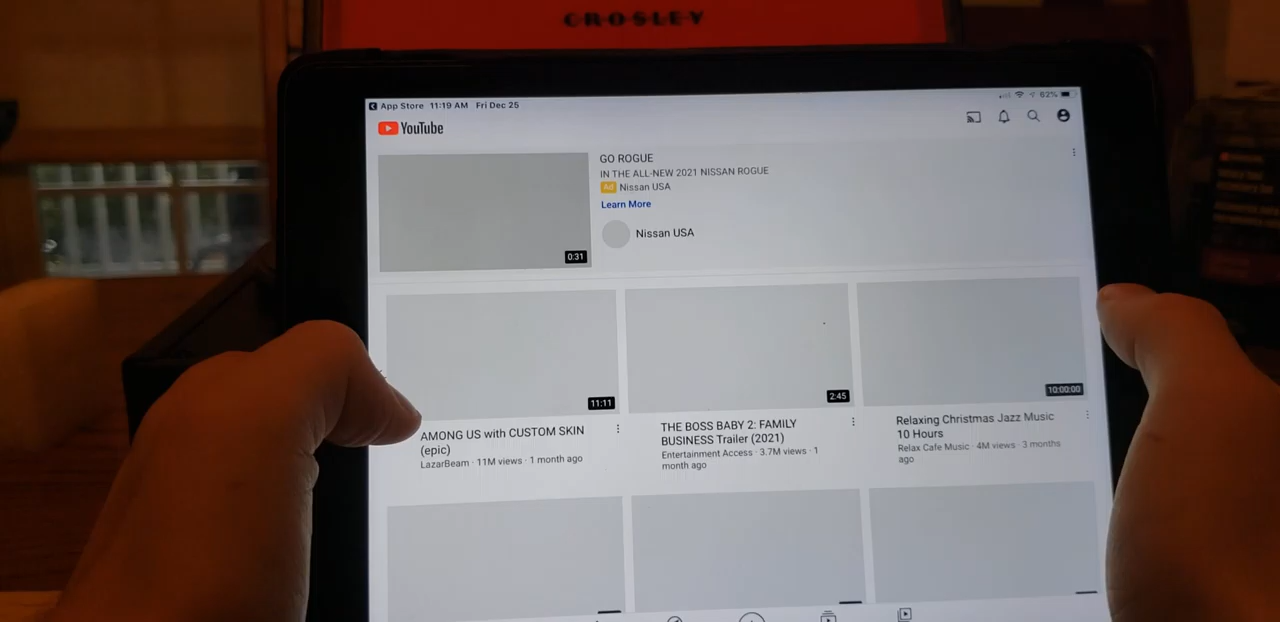 CROSLEY
App Store 11:19 AM Fri Dec 25
62%
YouTube
GO ROGUE
IN THE ALL-NEW 2021 NISSAN ROGUE
Ad Nissan USA
Learn More
Nissan USA
0:31
11:11
2:45
10:00:00
AMONG US with CUSTOM SKIN
(epic)
LazarBeam · 11M views · 1 month ago
THE BOSS BABY 2: FAMILY
BUSINESS Trailer (2021)
Entertainment Access · 3.7M views · 1
month ago
Relaxing Christmas Jazz Music
10 Hours
Relax Cafe Music · 4M views · 3 months
ago